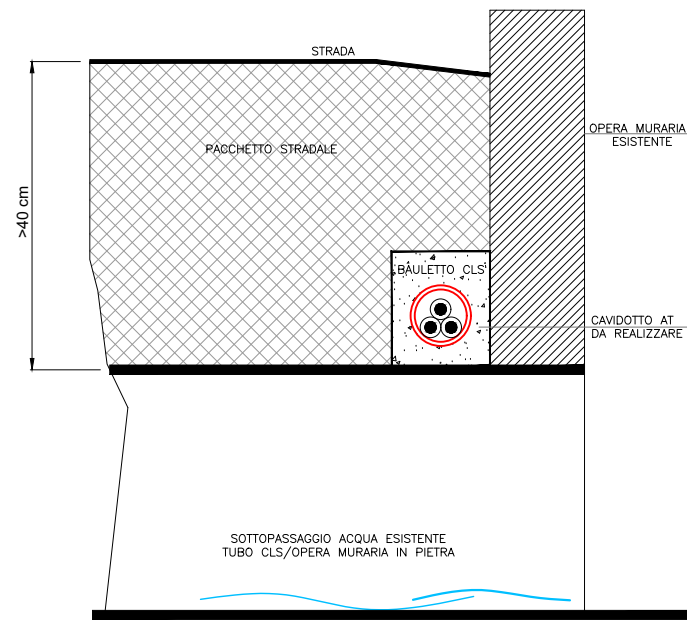 STRADA
OPERA MURARIA
ESISTENTE
PACCHETTO STRADALE
>40 cm
BAULETTO CLS
CAVIDOTTO AT
DA REALIZZARE
SOTTOPASSAGGIO ACQUA ESISTENTE
TUBO CLS/OPERA MURARIA IN PIETRA